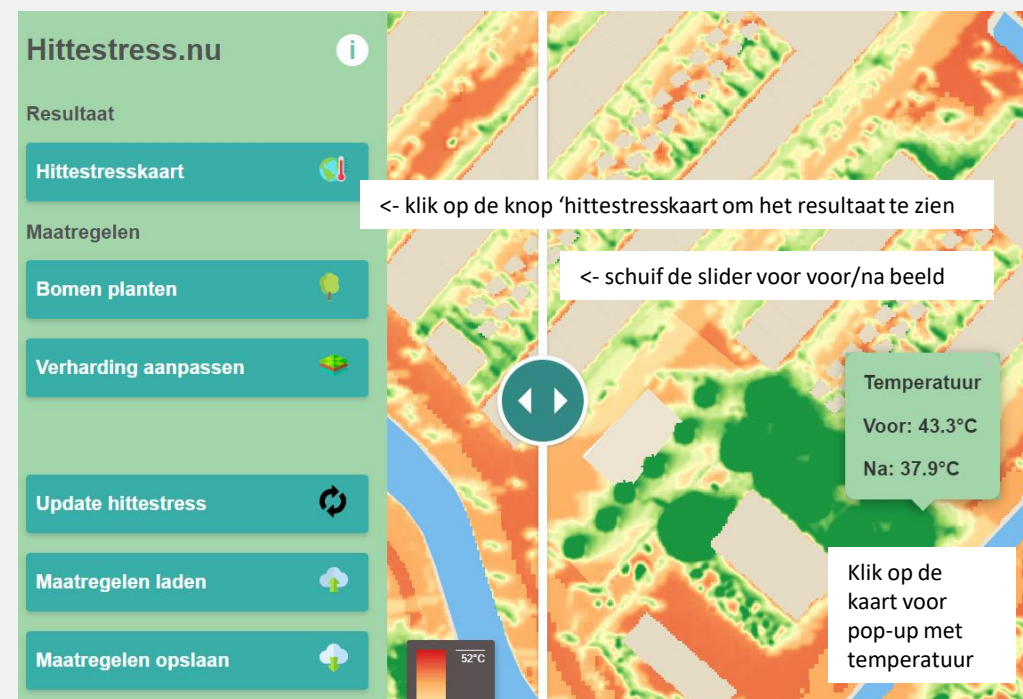 Hittestress.nu
i
Resultaat
Hittestresskaart
<- klik op de knop ‘hittestresskaart om het resultaat te zien
Maatregelen
<- schuif de slider voor voor/na beeld
Bomen planten
Verharding aanpassen
Temperatuur
Voor: 43.3°C
Na: 37.9°C
Update hittestress
Klik op de
kaart voor
pop-up met
temperatuur
Maatregelen laden
Maatregelen opslaan
52°C